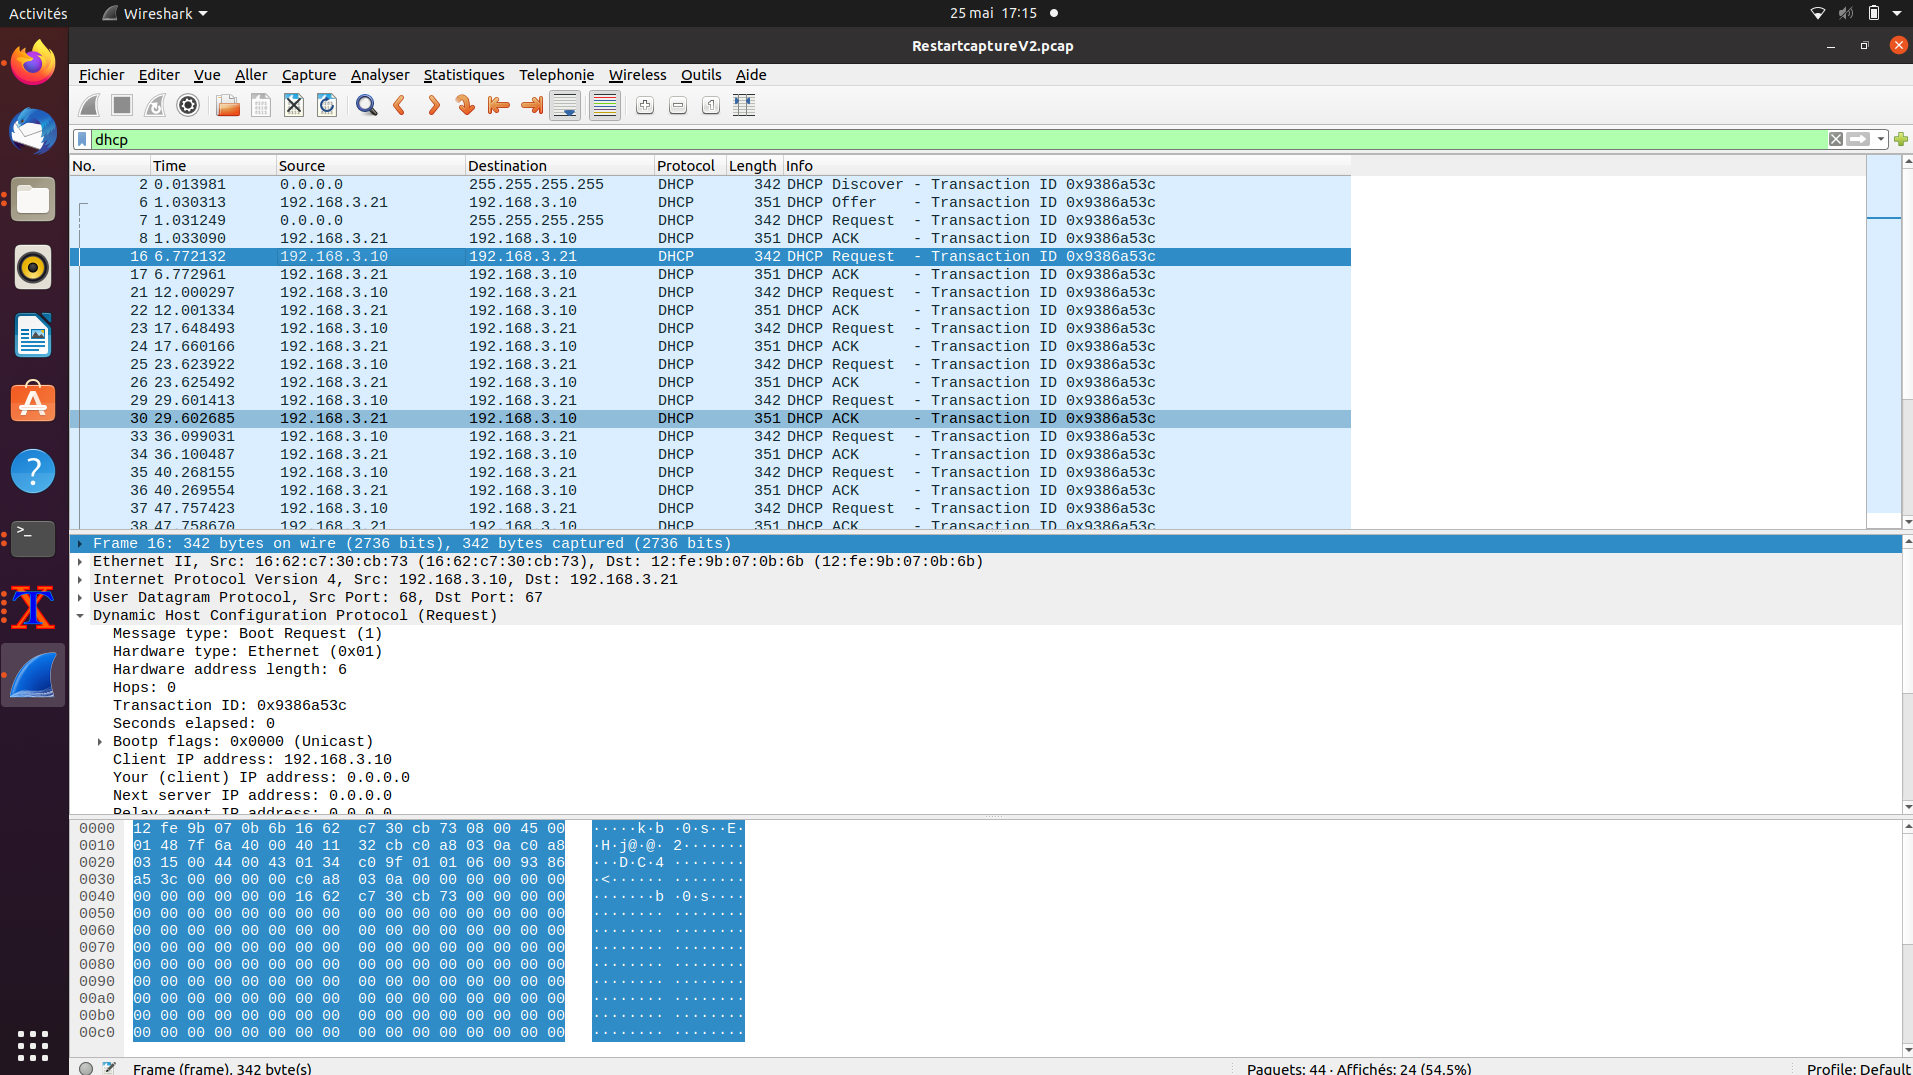 Activités Wireshark 25 mai 17:15
RestartcaptureV2.pcap
Fichier Editer Vue Aller Capture Analyser Statistiques Telephonie Wireless Outils Aide
dhcp
No. Time Source Destination Protocol Length Info
2 0.013981 0.0.0.0 255.255.255.255 DHCP 342 DHCP Discover - Transaction ID 0x9386a53c
6 1.030313 192.168.3.21 192.168.3.10 DHCP 351 DHCP Offer - Transaction ID 0x9386a53c
7 1.031249 0.0.0.0 255.255.255.255 DHCP 342 DHCP Request - Transaction ID 0x9386a53c
8 1.033090 192.168.3.21 192.168.3.10 DHCP 351 DHCP ACK - Transaction ID 0x9386a53c
16 6.772132 192.168.3.10 192.168.3.21 DHCP 342 DHCP Request - Transaction ID 0x9386a53c
17 6.772961 192.168.3.21 192.168.3.10 DHCP 351 DHCP ACK - Transaction ID 0x9386a53c
21 12.000297 192.168.3.10 192.168.3.21 DHCP 342 DHCP Request - Transaction ID 0x9386a53c
22 12.001334 192.168.3.21 192.168.3.10 DHCP 351 DHCP ACK - Transaction ID 0x9386a53c
23 17.648493 192.168.3.10 192.168.3.21 DHCP 342 DHCP Request - Transaction ID 0x9386a53c
24 17.660166 192.168.3.21 192.168.3.10 DHCP 351 DHCP ACK - Transaction ID 0x9386a53c
25 23.623922 192.168.3.10 192.168.3.21 DHCP 342 DHCP Request - Transaction ID 0x9386a53c
26 23.625492 192.168.3.21 192.168.3.10 DHCP 351 DHCP ACK - Transaction ID 0x9386a53c
29 29.601413 192.168.3.10 192.168.3.21 DHCP 342 DHCP Request - Transaction ID 0x9386a53c
30 29.602685 192.168.3.21 192.168.3.10 DHCP 351 DHCP ACK - Transaction ID 0x9386a53c
33 36.099031 192.168.3.10 192.168.3.21 DHCP 342 DHCP Request - Transaction ID 0x9386a53c
34 36.100487 192.168.3.21 192.168.3.10 DHCP 351 DHCP ACK - Transaction ID 0x9386a53c
35 40.268155 192.168.3.10 192.168.3.21 DHCP 342 DHCP Request - Transaction ID 0x9386a53c
36 40.269554 192.168.3.21 192.168.3.10 DHCP 351 DHCP ACK - Transaction ID 0x9386a53c
37 47.757423 192.168.3.10 192.168.3.21 DHCP 342 DHCP Request - Transaction ID 0x9386a53c
38 47.758670 192.168.3.21 192.168.3.10 DHCP 351 DHCP ACK - Transaction ID 0x9386a53c
Frame 16: 342 bytes on wire (2736 bits), 342 bytes captured (2736 bits)
Ethernet II, Src: 16:62:c7:30:cb:73 (16:62:c7:30:cb:73), Dst: 12:fe:9b:07:0b:6b (12:fe:9b:07:0b:6b)
Internet Protocol Version 4, Src: 192.168.3.10, Dst: 192.168.3.21
User Datagram Protocol, Src Port: 68, Dst Port: 67
Dynamic Host Configuration Protocol (Request)
Message type: Boot Request (1)
Hardware type: Ethernet (0x01)
Hardware address length: 6
Hops: 0
Transaction ID: 0x9386a53c
Seconds elapsed: 0
Bootp flags: 0x0000 (Unicast)
Client IP address: 192.168.3.10
Your (client) IP address: 0.0.0.0
Next server IP address: 0.0.0.0
Relay agent IP address: 0.0.0.0
0000 12 fe 9b 07 0b 6b 16 62 c7 30 cb 73 08 00 45 00 ·····k·b ·0·s··E·
0010 01 48 7f 6a 40 00 40 11 32 cb c0 a8 03 0a c0 a8 ·H·j@·@· 2·······
0020 03 15 00 44 00 43 01 34 c0 9f 01 01 06 00 93 86 ···D·C·4 ········
0030 a5 3c 00 00 00 00 c0 a8 03 0a 00 00 00 00 00 00 ·<······ ········
0040 00 00 00 00 00 00 16 62 c7 30 cb 73 00 00 00 00 ·······b ·0·s····
0050 00 00 00 00 00 00 00 00 00 00 00 00 00 00 00 00 ········ ········
0060 00 00 00 00 00 00 00 00 00 00 00 00 00 00 00 00 ········ ········
0070 00 00 00 00 00 00 00 00 00 00 00 00 00 00 00 00 ········ ········
0080 00 00 00 00 00 00 00 00 00 00 00 00 00 00 00 00 ········ ········
0090 00 00 00 00 00 00 00 00 00 00 00 00 00 00 00 00 ········ ········
00a0 00 00 00 00 00 00 00 00 00 00 00 00 00 00 00 00 ········ ········
00b0 00 00 00 00 00 00 00 00 00 00 00 00 00 00 00 00 ········ ········
00c0 00 00 00 00 00 00 00 00 00 00 00 00 00 00 00 00 ········ ········
Frame (frame), 342 byte(s) Paquets: 44 · Affichés: 24 (54.5%) Profile: Default